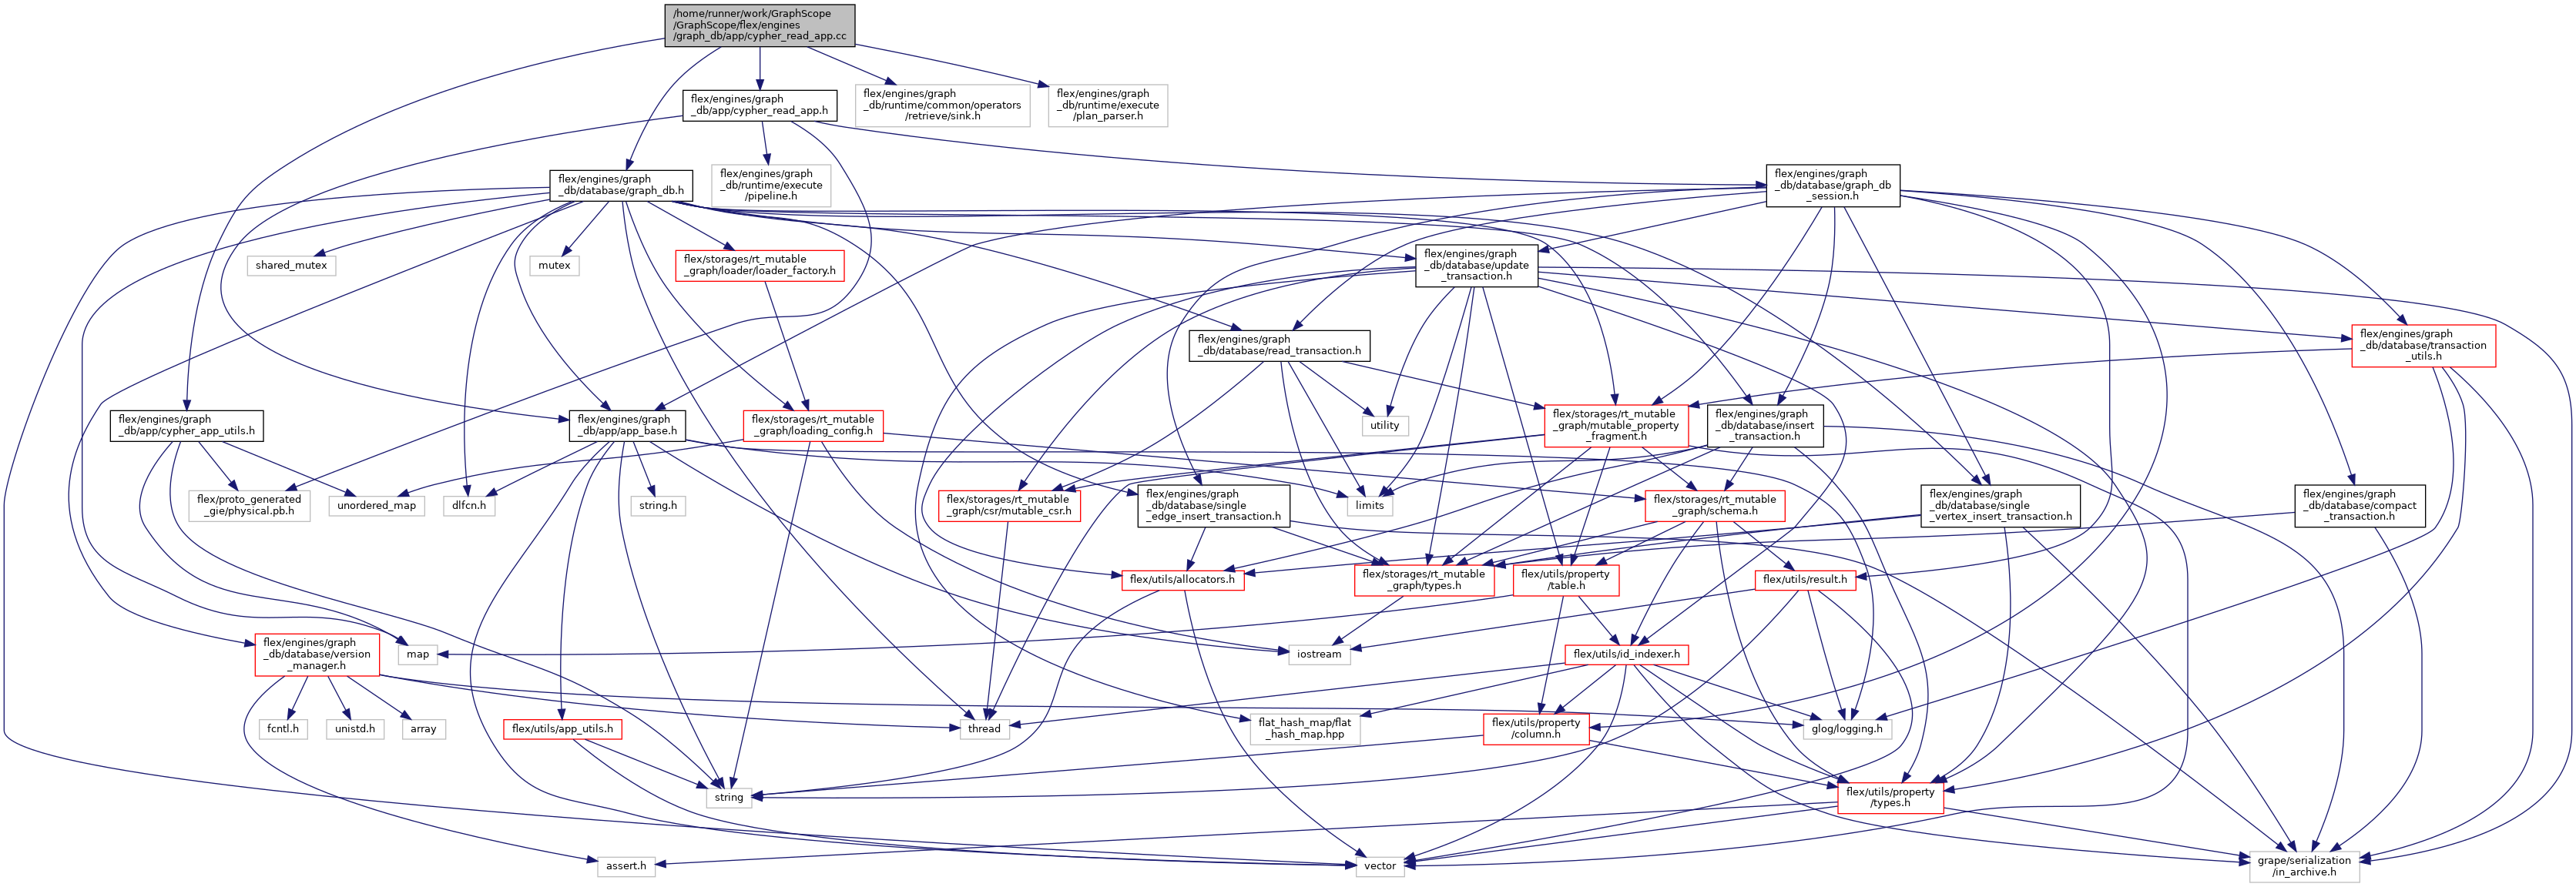 /home/runner/work/GraphScope
/GraphScope/flex/engines
/graph_db/app/cypher_read_app.cc
flex/engines/graph
_db/app/cypher_read_app.h
flex/engines/graph
_db/runtime/common/operators
/retrieve/sink.h
flex/engines/graph
_db/runtime/execute
/plan_parser.h
flex/engines/graph
_db/database/graph_db.h
flex/engines/graph
_db/runtime/execute
/pipeline.h
flex/engines/graph
_db/database/graph_db
_session.h
shared_mutex
mutex
flex/storages/rt_mutable
_graph/loader/loader_factory.h
flex/engines/graph
_db/database/update
_transaction.h
flex/engines/graph
_db/database/read_transaction.h
flex/engines/graph
_db/database/transaction
_utils.h
flex/engines/graph
_db/app/cypher_app_utils.h
flex/engines/graph
_db/app/app_base.h
flex/storages/rt_mutable
_graph/loading_config.h
utility
flex/storages/rt_mutable
_graph/mutable_property
_fragment.h
flex/engines/graph
_db/database/insert
_transaction.h
flex/proto_generated
_gie/physical.pb.h
unordered_map
dlfcn.h
string.h
flex/storages/rt_mutable
_graph/csr/mutable_csr.h
flex/engines/graph
_db/database/single
_edge_insert_transaction.h
limits
flex/storages/rt_mutable
_graph/schema.h
flex/engines/graph
_db/database/single
_vertex_insert_transaction.h
flex/engines/graph
_db/database/compact
_transaction.h
flex/utils/allocators.h
flex/storages/rt_mutable
_graph/types.h
flex/utils/property
/table.h
flex/utils/result.h
flex/engines/graph
_db/database/version
_manager.h
map
iostream
flex/utils/id_indexer.h
fcntl.h
unistd.h
array
flex/utils/app_utils.h
thread
flat_hash_map/flat
_hash_map.hpp
flex/utils/property
/column.h
glog/logging.h
string
flex/utils/property
/types.h
assert.h
vector
grape/serialization
/in_archive.h